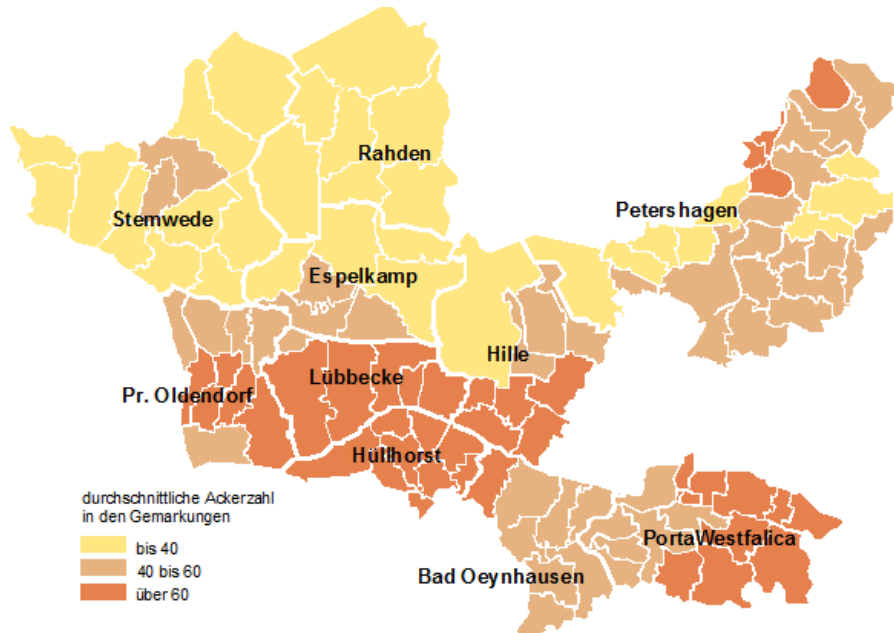 Rahden
Stemwede
Petershagen
Espelkamp
Hille
Lübbecke
Pr. Oldendorf
Hüllhorst
PortaWestfalica
Bad Oeynhausen
durchschnittliche Ackerzahl
in den Gemarkungen
bis 40
40 bis 60
über 60